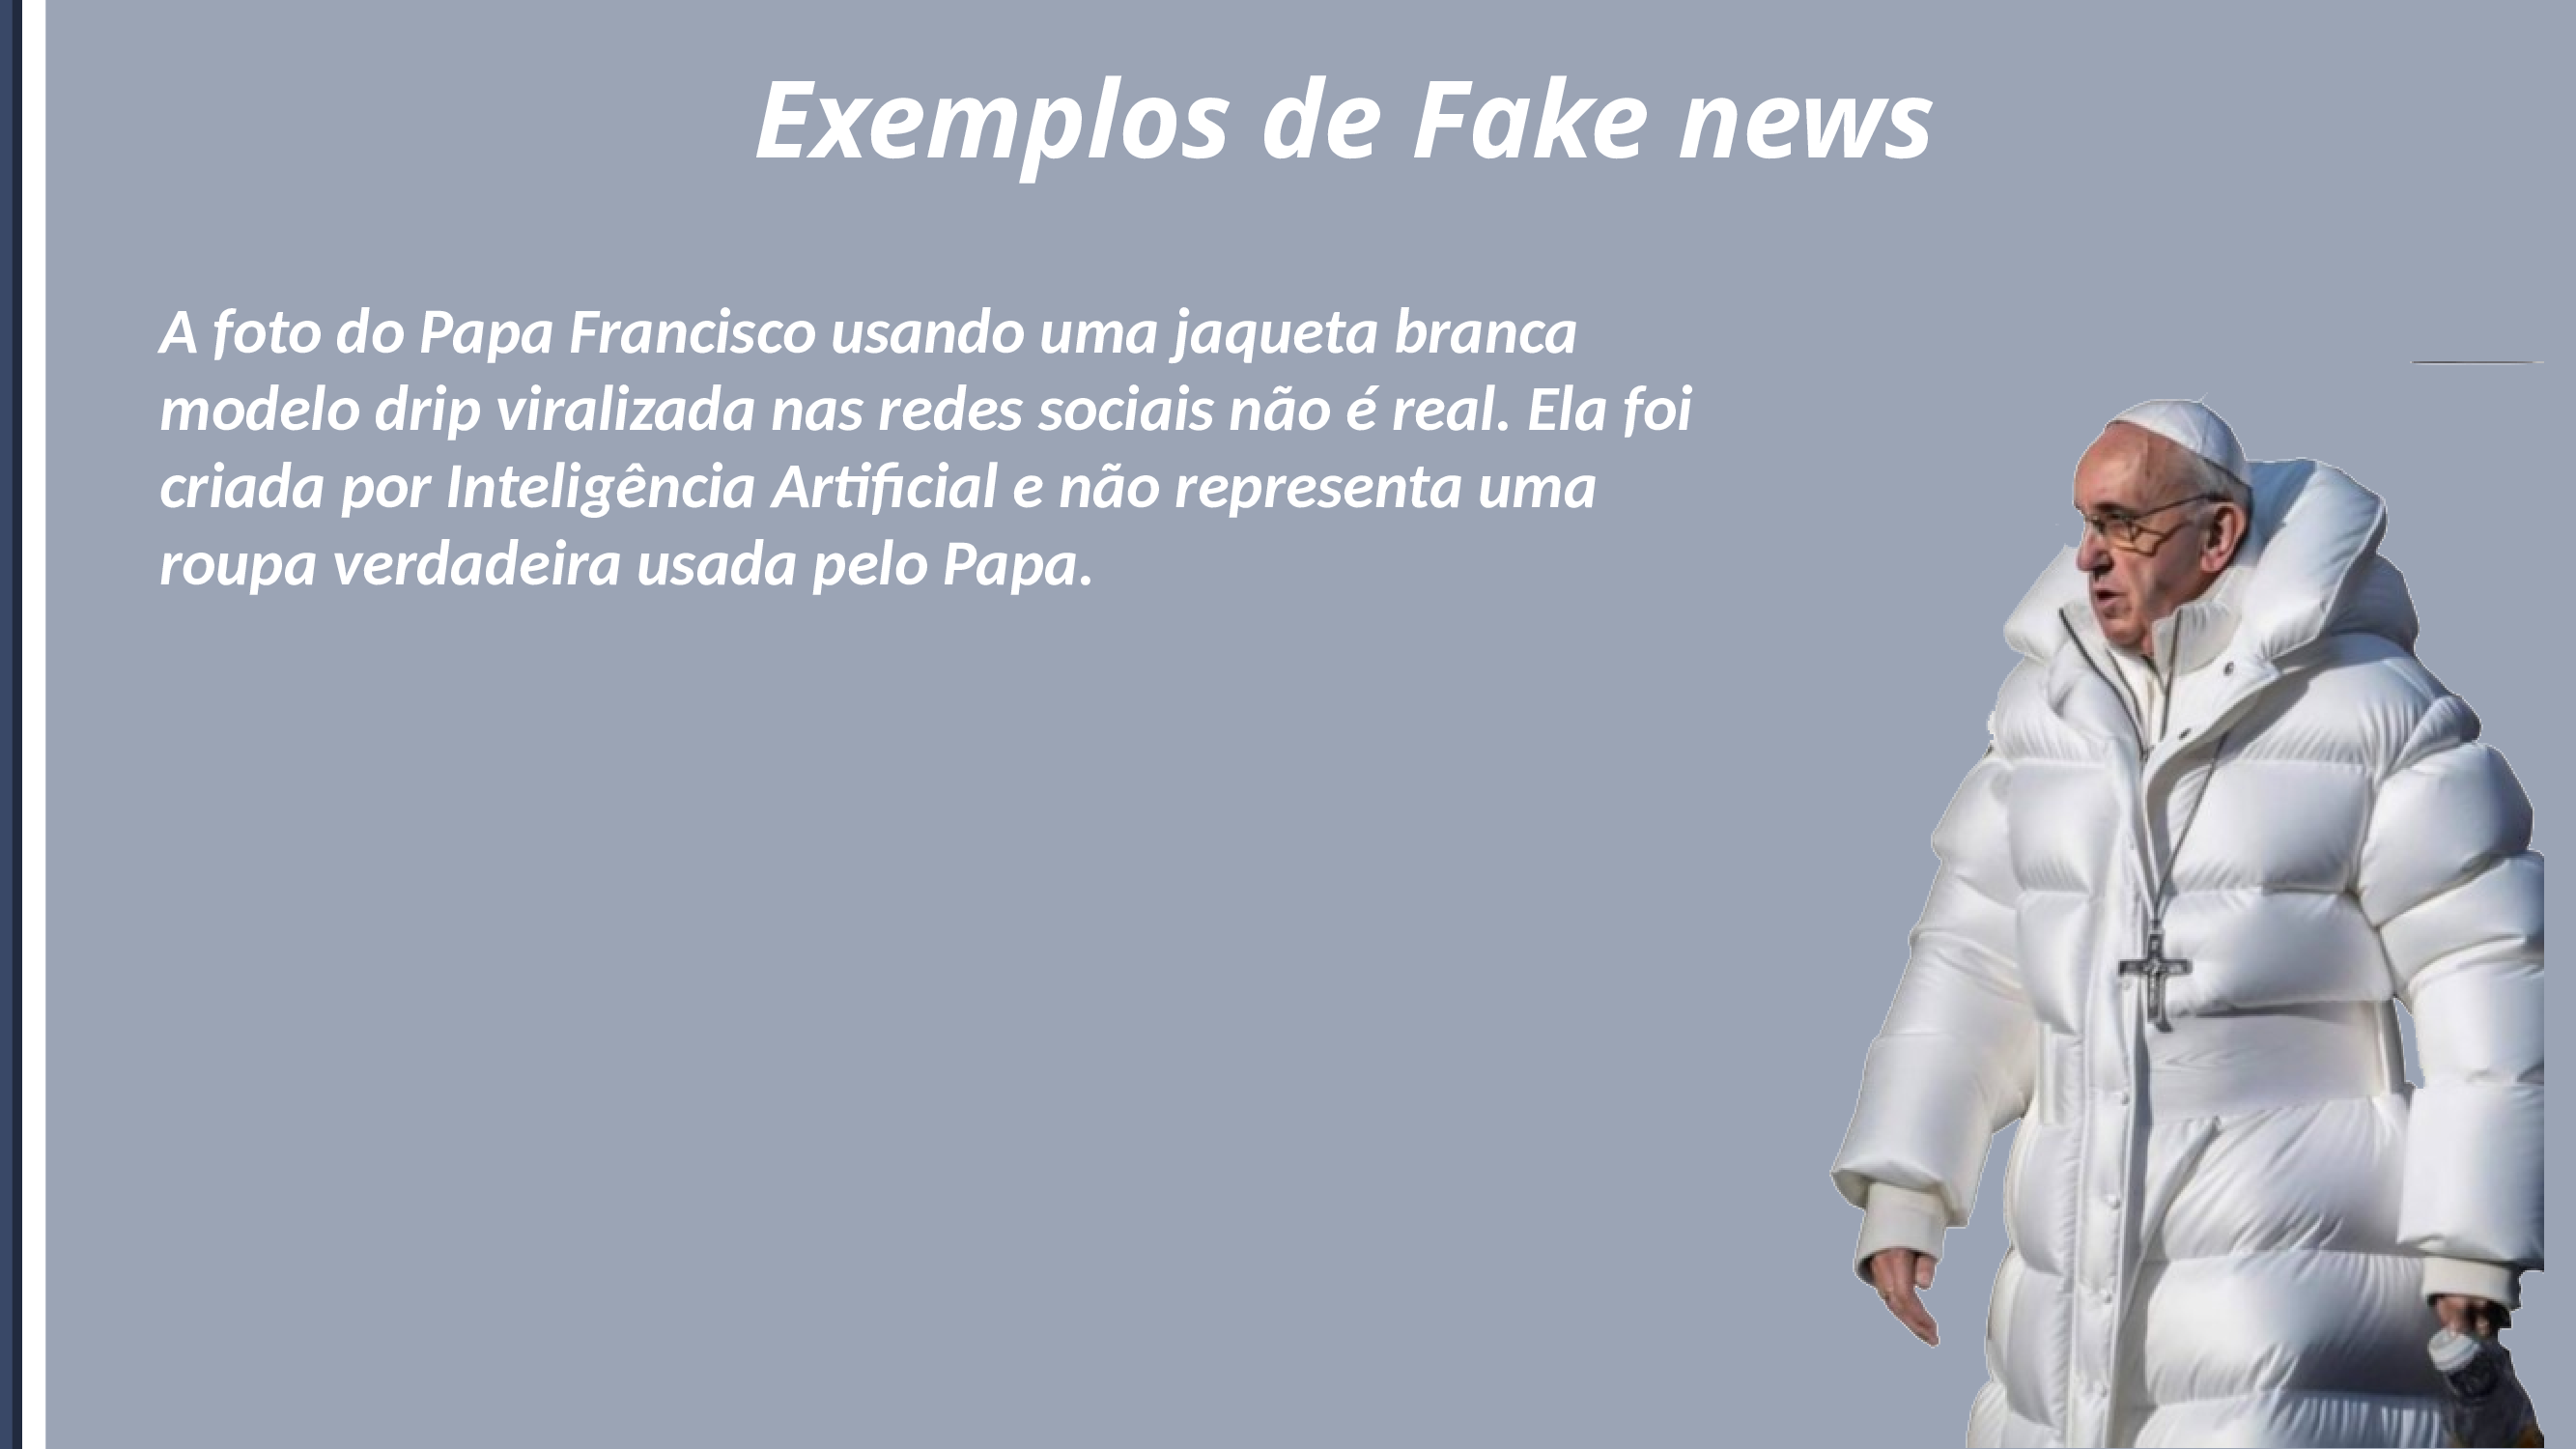 Exemplos de Fake news
A foto do Papa Francisco usando uma jaqueta branca
modelo drip viralizada nas redes sociais não é real. Ela foi
criada por Inteligência Artificial e não representa uma
roupa verdadeira usada pelo Papa.